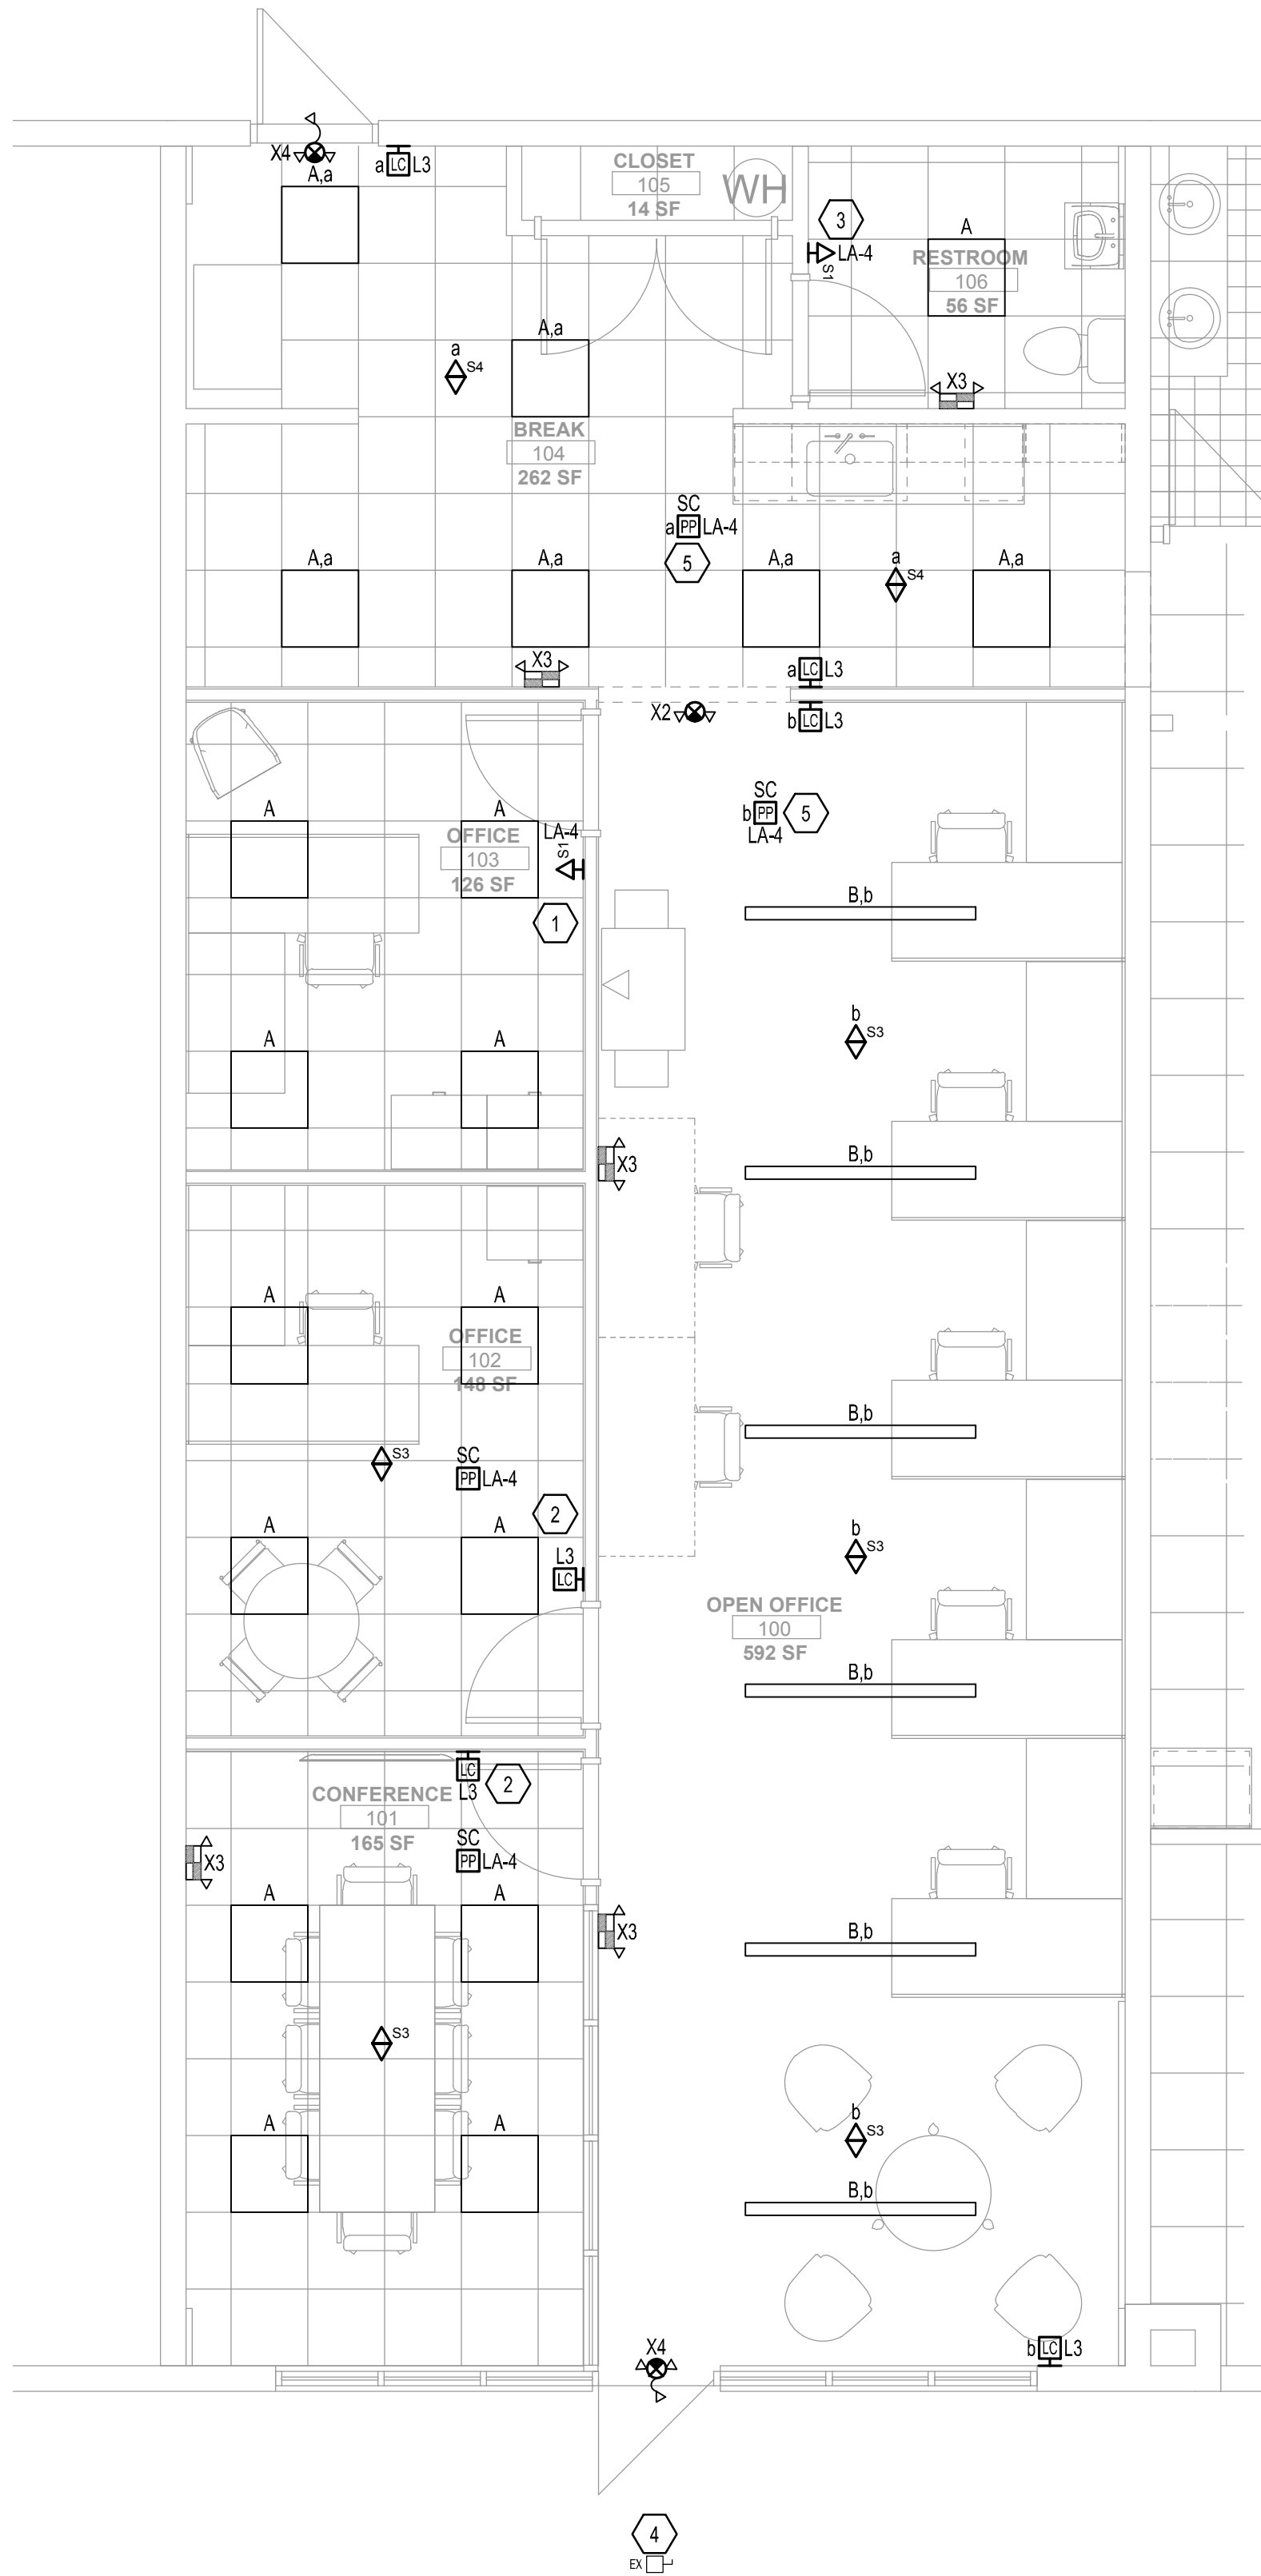 X4
A,a
a LC L3
CLOSET
105
14 SF
WH
3
LA-4
S1
A
RESTROOM
106
56 SF
X3
A,a
a
S4
BREAK
104
262 SF
SC
a PP LA-4
5
A,a
A,a
A,a
a
S4
A,a
X3
a LC L3
X2
b LC L3
SC
b PP
LA-4
5
A
A
LA-4
S1
OFFICE
103
126 SF
1
B,b
A
A
b
S3
B,b
X3
A
A
OFFICE
102
148 SF
B,b
S3
SC
PP LA-4
2
A
A
L3
LC
b
S3
OPEN OFFICE
100
592 SF
B,b
LC
L3
2
CONFERENCE
101
165 SF
SC
PP LA-4
X3
A
A
X3
B,b
S3
A
A
b
S3
B,b
X4
b LC L3
4
EX